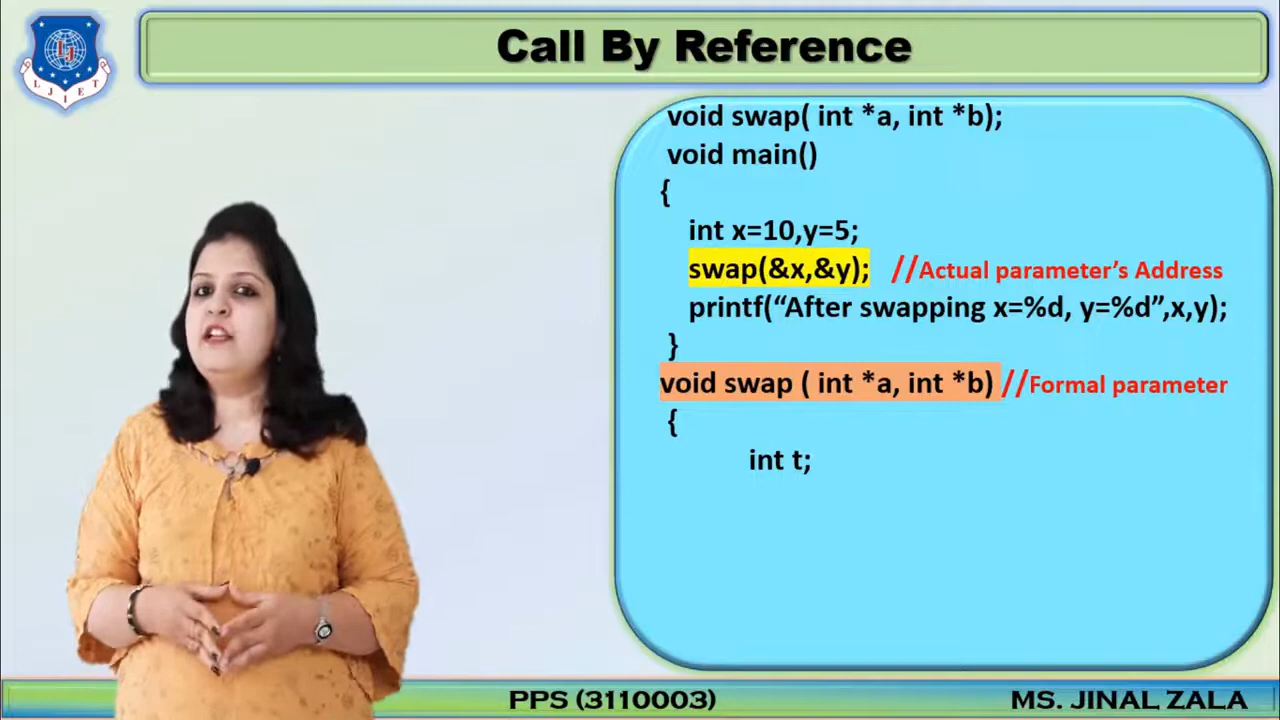 Call By Reference
LJIET
void swap( int *a, int *b);
void main()
{
int x=10,y=5;
swap(&x,&y); //Actual parameter's Address
printf(“After swapping x=%d, y=%d”,x,y);
}
void swap ( int *a, int *b) //Formal parameter
{
int t;
PPS (3110003)
MS. JINAL ZALA